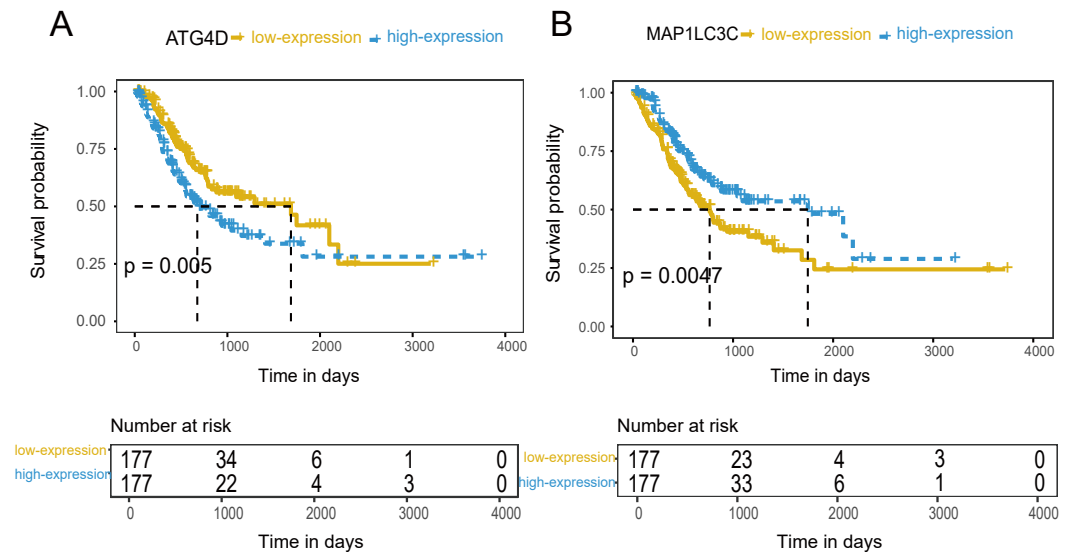 A
ATG4D low-expression high-expression
Survival probability
1.00
0.75
0.50
0.25
0.00
p = 0.005
0 1000 2000 3000 4000
Time in days
Number at risk
low-expression 177 34 6 1 0
high-expression 177 22 4 3 0
0 1000 2000 3000 4000
Time in days
B
MAP1LC3C low-expression high-expression
Survival probability
1.00
0.75
0.50
0.25
0.00
p = 0.0047
0 1000 2000 3000 4000
Time in days
Number at risk
low-expression 177 23 4 3 0
high-expression 177 33 6 1 0
0 1000 2000 3000 4000
Time in days